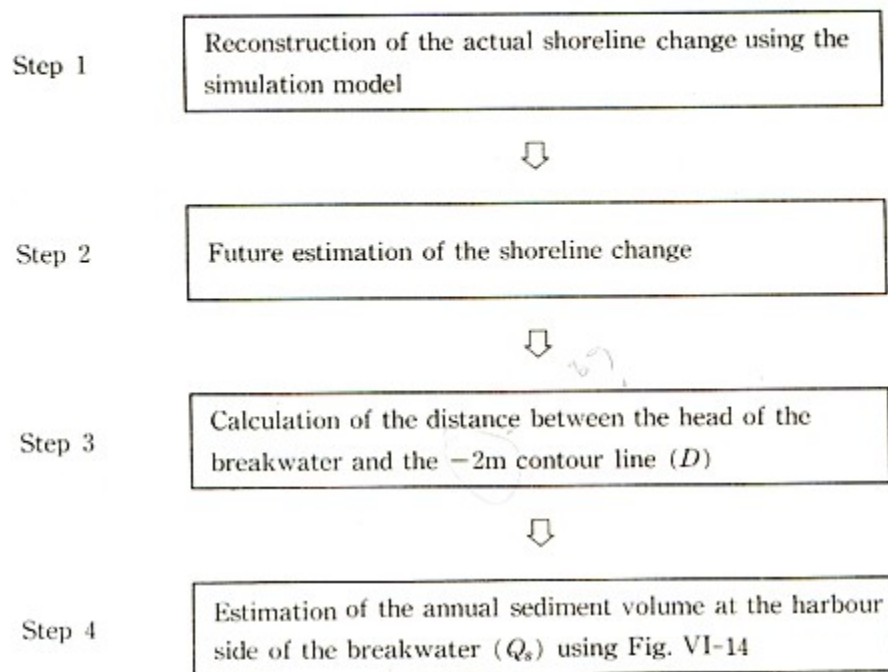 Step 1
Reconstruction of the actual shoreline change using the
simulation model
Step 2
Future estimation of the shoreline change
Step 3
Calculation of the distance between the head of the
breakwater and the −2m contour line (D)
Step 4
Estimation of the annual sediment volume at the harbour
side of the breakwater (Qs) using Fig. VI-14